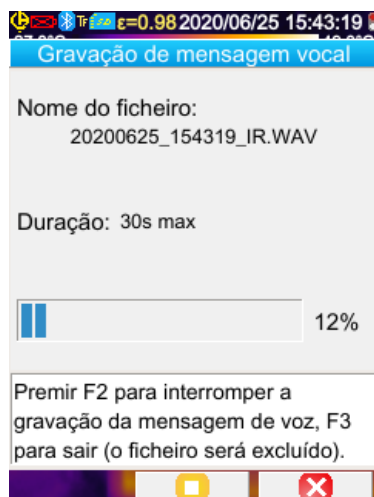 ε=0.98 2020/06/25 15:43:19
Gravação de mensagem vocal
Nome do ficheiro:
20200625_154319_IR.WAV
Duração: 30s max
12%
Premir F2 para interromper a
gravação da mensagem de voz, F3
para sair (o ficheiro será excluído).